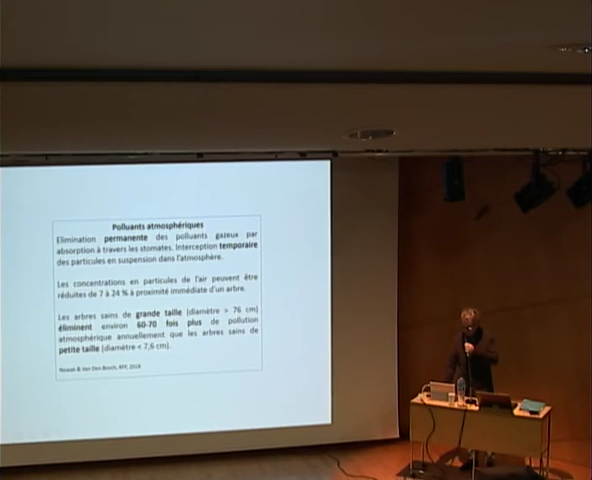 Polluants atmosphériques
Elimination permanente des polluants gazeux par
absorption à travers les stomates. Interception temporaire
des particules en suspension dans l'atmosphère.
Les concentrations en particules de l'air peuvent être
réduites de 7 à 24 % à proximité immédiate d'un arbre.
Les arbres sains de grande taille (diamètre > 76 cm)
éliminent environ 60-70 fois plus de pollution
atmosphérique annuellement que les arbres sains de
petite taille (diamètre < 7,6 cm).
Nowak & Van Den Bosch, RFF, 2018